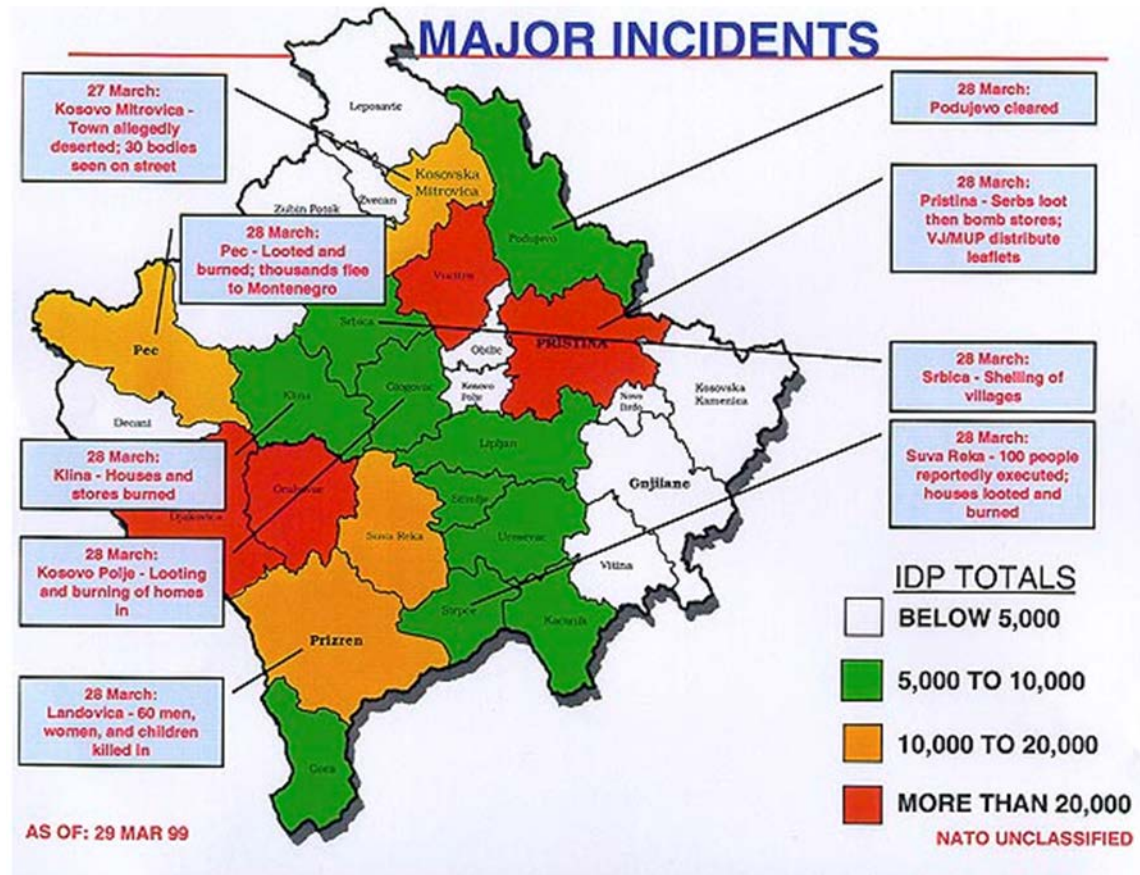 MAJOR INCIDENTS
27 March:
Kosovo Mitrovica -
Town allegedly
deserted; 30 bodies
seen on street
28 March:
Podujevo cleared
28 March:
Pristina - Serbs loot
then bomb stores;
VJ/MUP distribute
leaflets
28 March:
Pec - Looted and
burned; thousands flee
to Montenegro
28 March:
Srbica - Shelling of
villages
28 March:
Suva Reka - 100 people
reportedly executed;
houses looted and
burned
28 March:
Klina - Houses and
stores burned
28 March:
Kosovo Polje - Looting
and burning of homes
in
28 March:
Landovica - 60 men,
women, and children
killed in
Leposavic
Kosovska
Mitrovica
Zvecan
Zubin Potok
Podujevo
Vucitrn
Srbica
PRISTINA
Pec
Obilic
Kosovo
Polje
Glogovac
Klina
Novo
Brdo
Kosovska
Kamenica
Decani
Lipljan
Gnjilane
Orahovac
Stimlje
Djakovica
Suva Reka
Urosevac
Vitina
Strpce
Kacanik
Prizren
Gora
IDP TOTALS
BELOW 5,000
5,000 TO 10,000
10,000 TO 20,000
MORE THAN 20,000
AS OF: 29 MAR 99
NATO UNCLASSIFIED